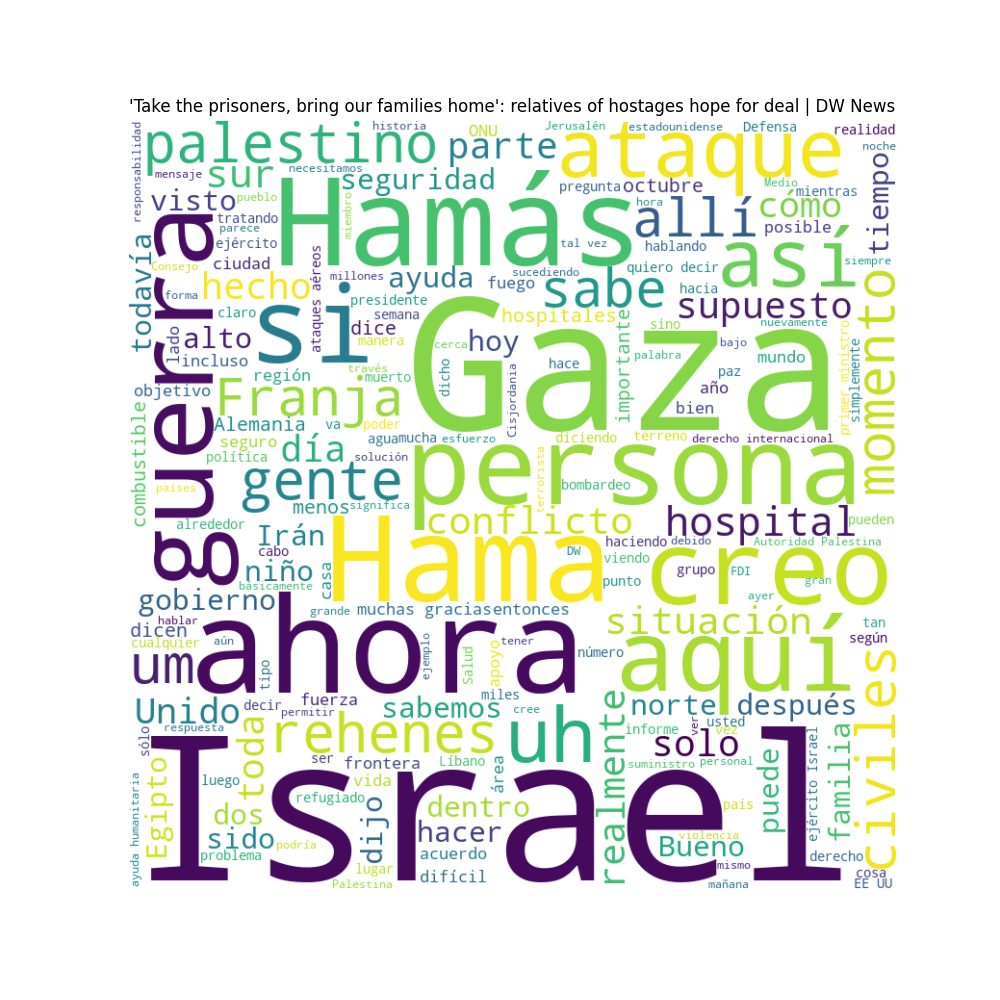 'Take the prisoners, bring our families home': relatives of hostages hope for deal | DW News
responsabilidad
historia
ONU
Jerusalén
estadounidense
Defensa
realidad
noche
palestino
parte
ataque
mensaje
sur
necesitamos
seguridad
pregunta
octubre
Medio
mientras
tiempo
visto
pueblo
Hamás
miembro
hora
allí
cómo
posible
tratando
parece
ejército
todavía
guerra
tal vez
hablando
así
siempre
Consejo
ciudad
ataques aéreos
millones
ayuda
fuego
sucediendo
quiero decir
hacia
momento
forma
hecho
si
presidente
sabe
supuesto
claro
semana
hospitales
importante
sino
nuevamente
lado
alto
dice
manera
cerca
hoy
palabra
bajo
primer ministro
simplemente
incluso
Gaza
hace
mundo
región
través
muerto
dicho
Cisjordania
paz
objetivo
Franja
año
bien
combustible
Alemania
va
poder
seguro
día
agua
mucha
esfuerzo
diciendo
terreno
derecho internacional
política
solución
persona
terrorista
países
gente
bombardeo
menos
significa
alrededor
conflicto
hospital
pueden
Irán
Hama
haciendo
debido
Autoridad Palestina
cabo
casa
DW
viendo
creo
niño
básicamente
punto
grupo
FDI
gran
gobierno
ayer
grande
muchas gracias
entonces
hablar
ahora
situación
tan
dicen
cualquier
aún
ejemplo
tener
según
um
tipo
Salud
apoyo
número
aquí
civiles
miles
Unido
decir
fuerza
permitir
sabemos
cree
norte
después
respuesta
toda
rehenes
uh
realmente
informe
ver
usted
vez
sólo
ser
frontera
Líbano
área
solo
puede
ejército Israel
familia
Egipto
luego
vida
suministro
personal
ayuda humanitaria
refugiado
dos
dijo
dentro
país
sido
hacer
violencia
Bueno
problema
podría
acuerdo
mismo
derecho
Israel
lugar
difícil
cosa
Palestina
mañana
EE UU